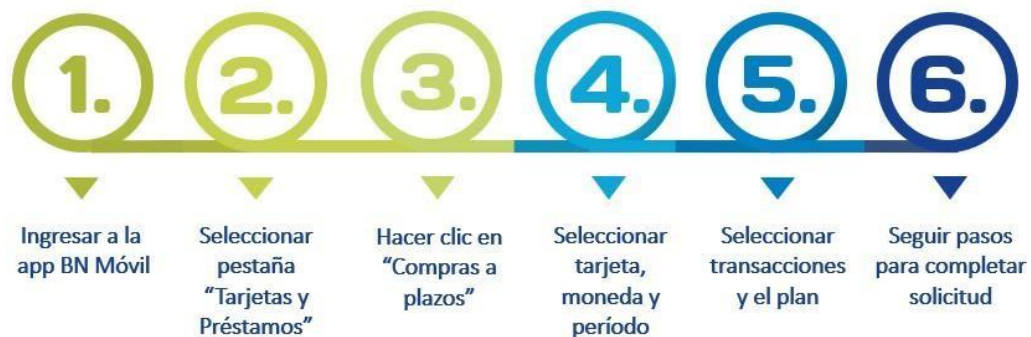 1.
2.
3.
4.
5.
6.
Ingresar a la
app BN Móvil
Seleccionar
pestaña
“Tarjetas y
Préstamos”
Hacer clic en
“Compras a
plazos”
Seleccionar
tarjeta,
moneda y
período
Seleccionar
transacciones
y el plan
Seguir pasos
para completar
solicitud